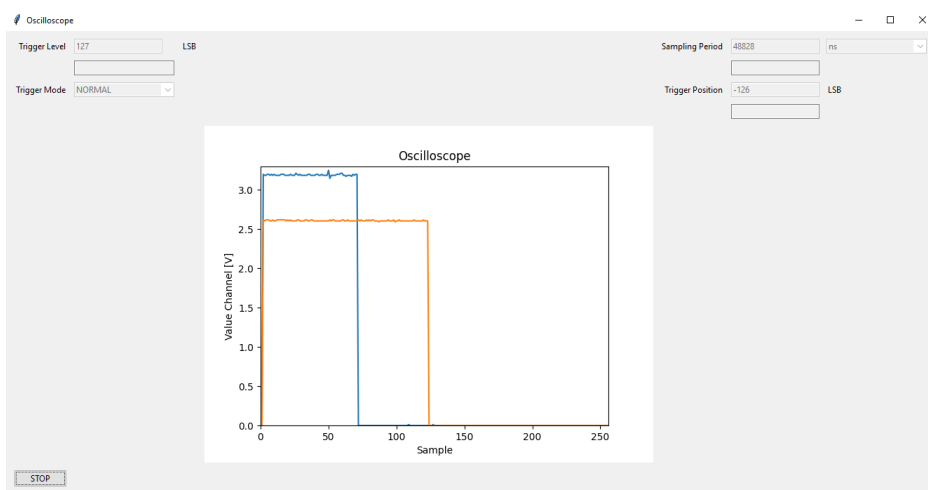 Oscilloscope
Trigger Level 127 LSB Sampling Period 48828 ns
Trigger Mode NORMAL Trigger Position -126 LSB
Oscilloscope
3.0
2.5
2.0
1.5
1.0
0.5
0.0
Value Channel [V]
0 50 100 150 200 250
Sample
STOP